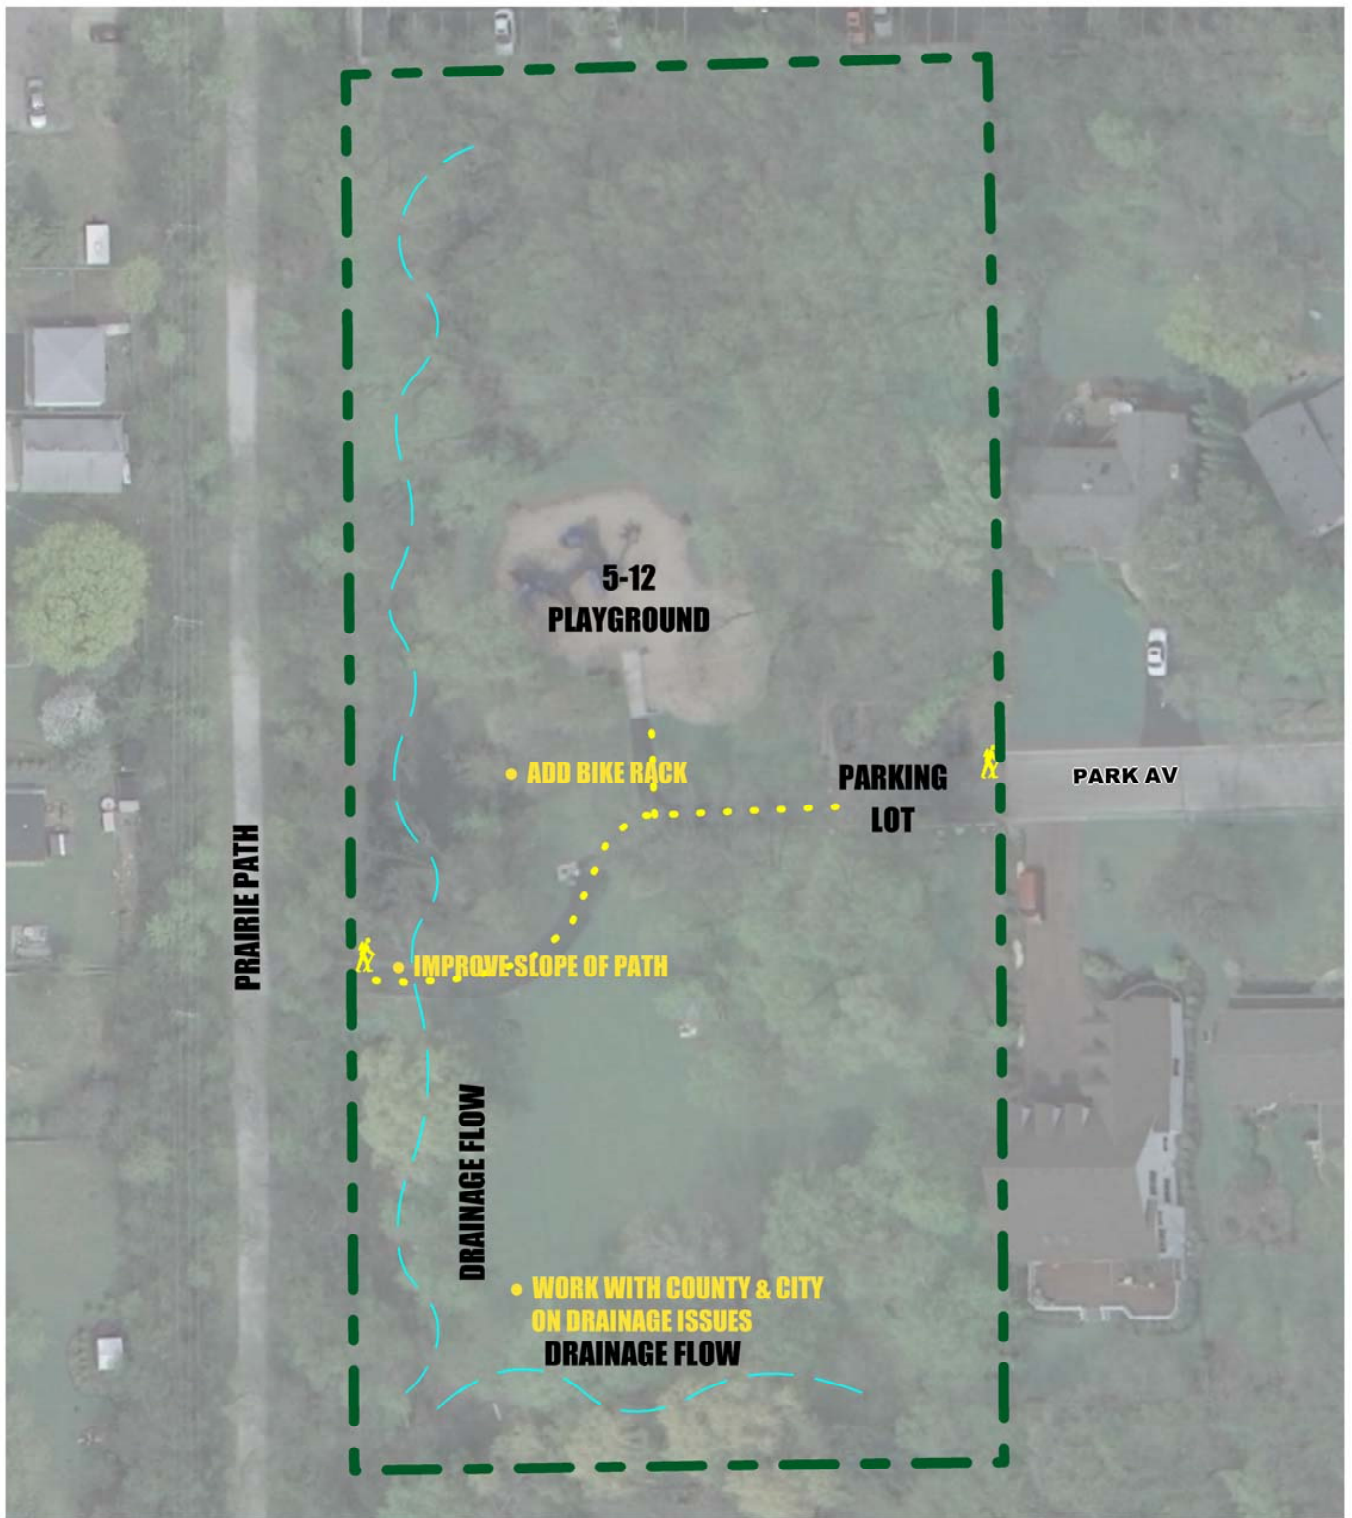 5-12
PLAYGROUND
• ADD BIKE RACK
PARKING
LOT
PARK AV
PRAIRIE PATH
• IMPROVE SLOPE OF PATH
DRAINAGE FLOW
• WORK WITH COUNTY & CITY
ON DRAINAGE ISSUES
DRAINAGE FLOW